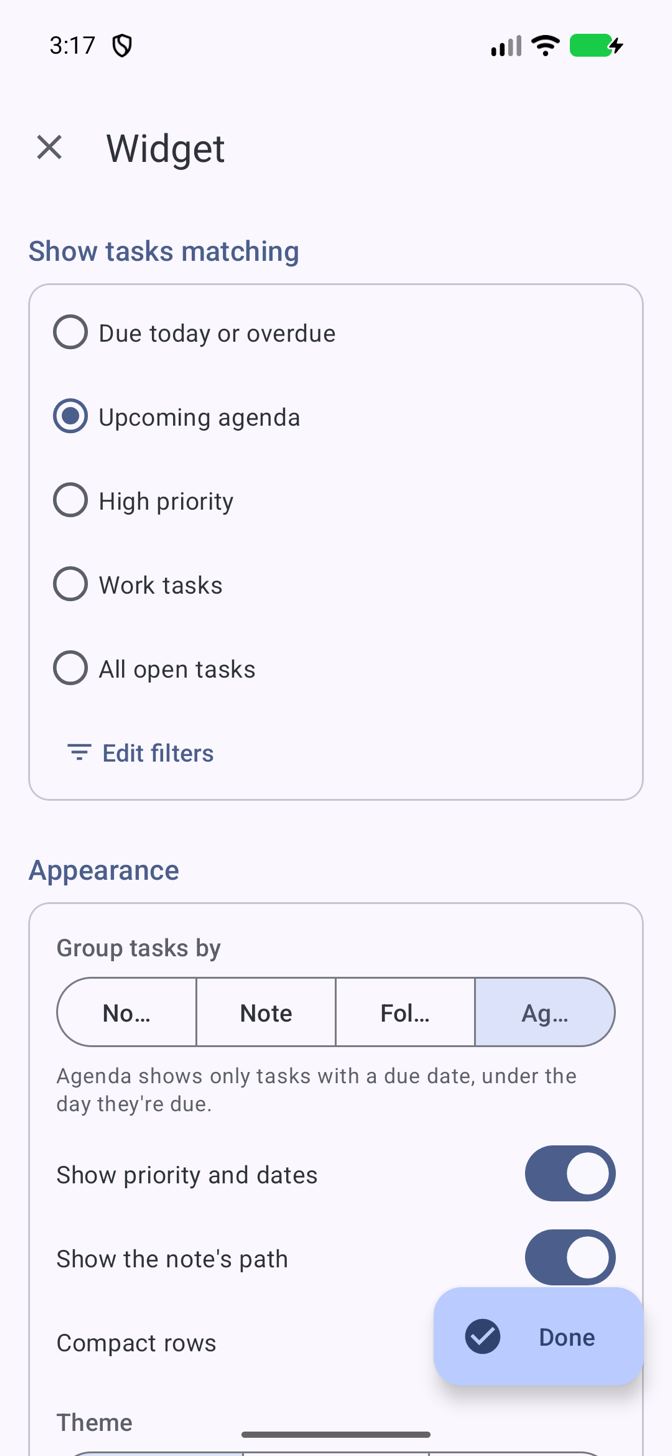 3:17
Widget
Show tasks matching
Due today or overdue
Upcoming agenda
High priority
Work tasks
All open tasks
Edit filters
Appearance
Group tasks by
No…
Note
Fol…
Ag…
Agenda shows only tasks with a due date, under the
day they're due.
Show priority and dates
Show the note's path
Compact rows
Done
Theme